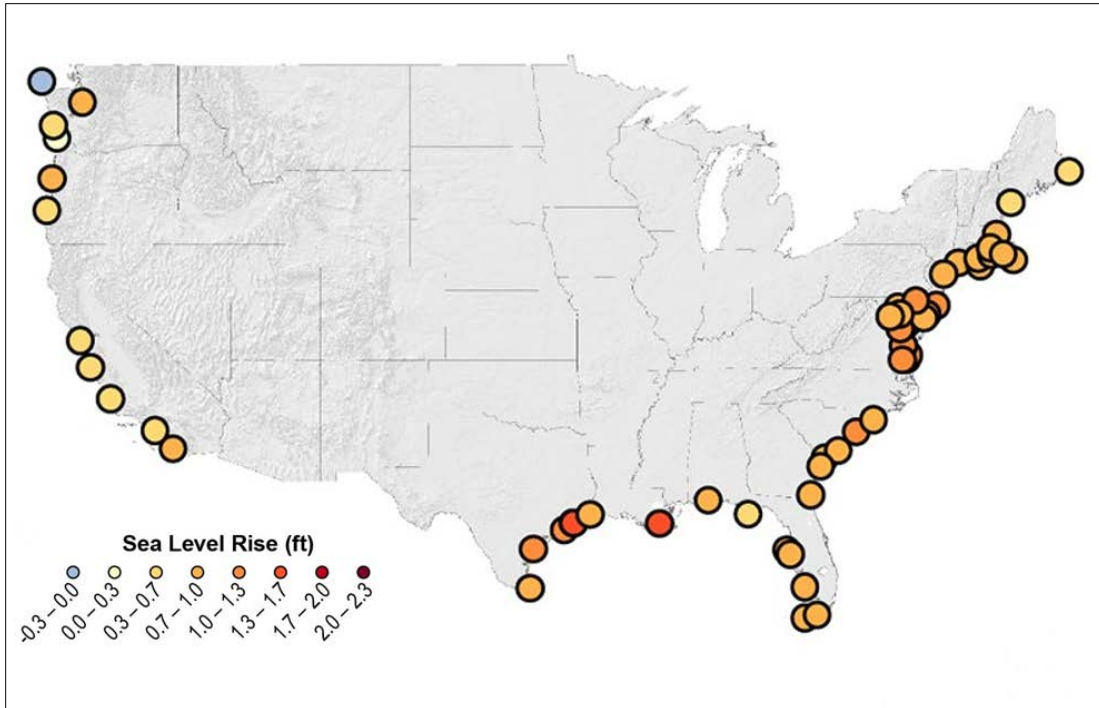 Sea Level Rise (ft)
-0.3 – 0.0
0.0 – 0.3
0.3 – 0.7
0.7 – 1.0
1.0 – 1.3
1.3 – 1.7
1.7 – 2.0
2.0 – 2.3